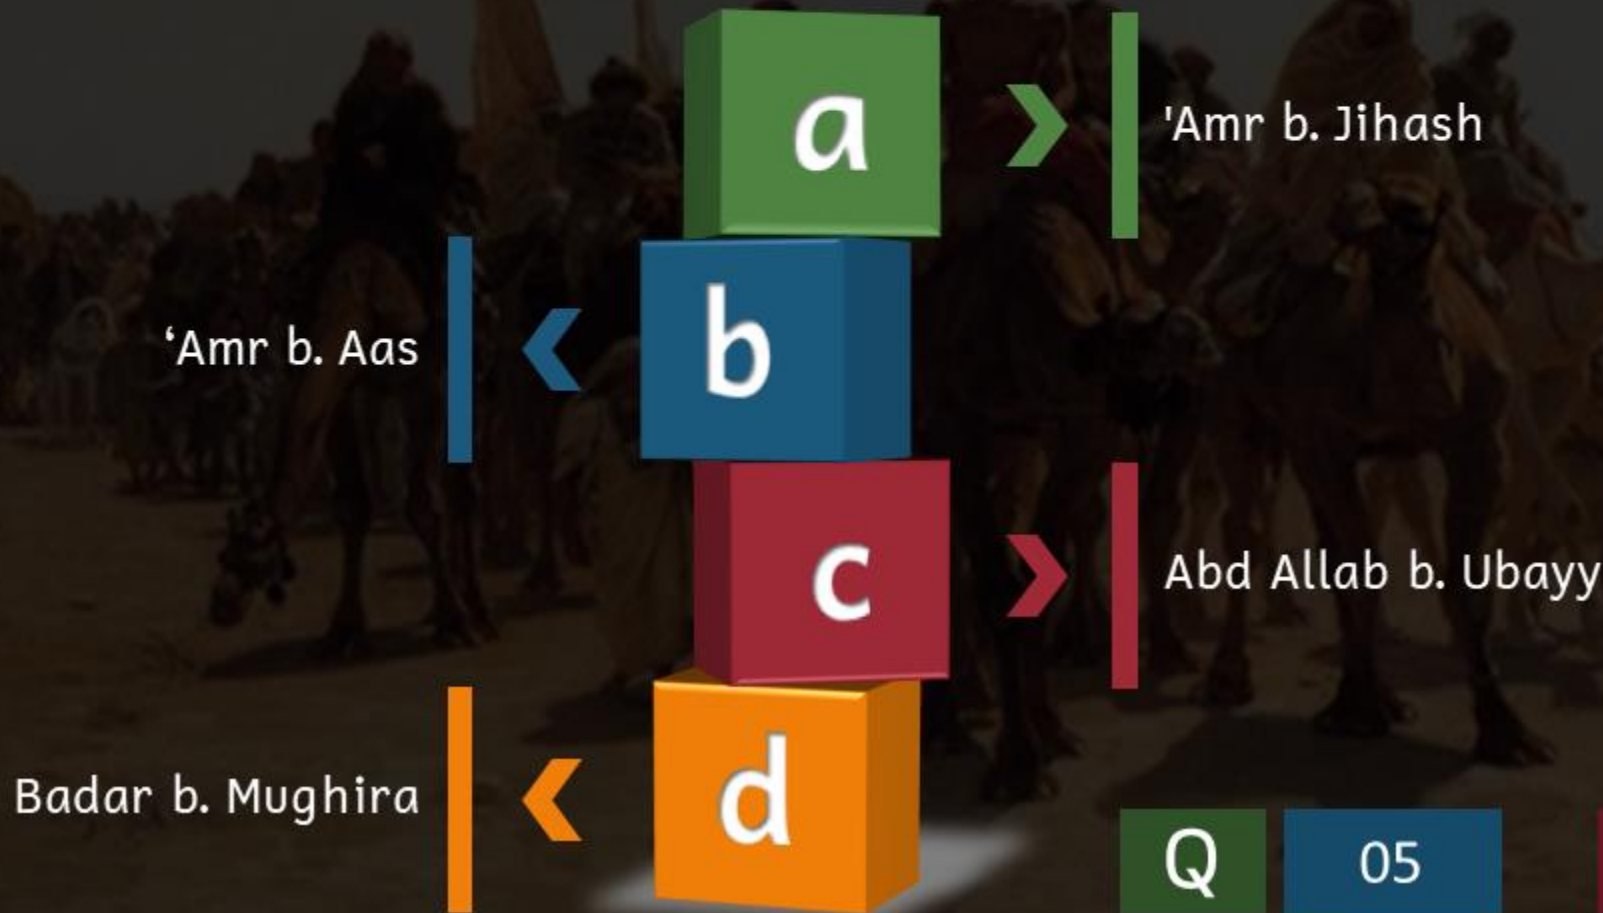 a
'Amr b. Jihash
‘Amr b. Aas
b
c
Abd Allab b. Ubayy
Badar b. Mughira
d
Q
05